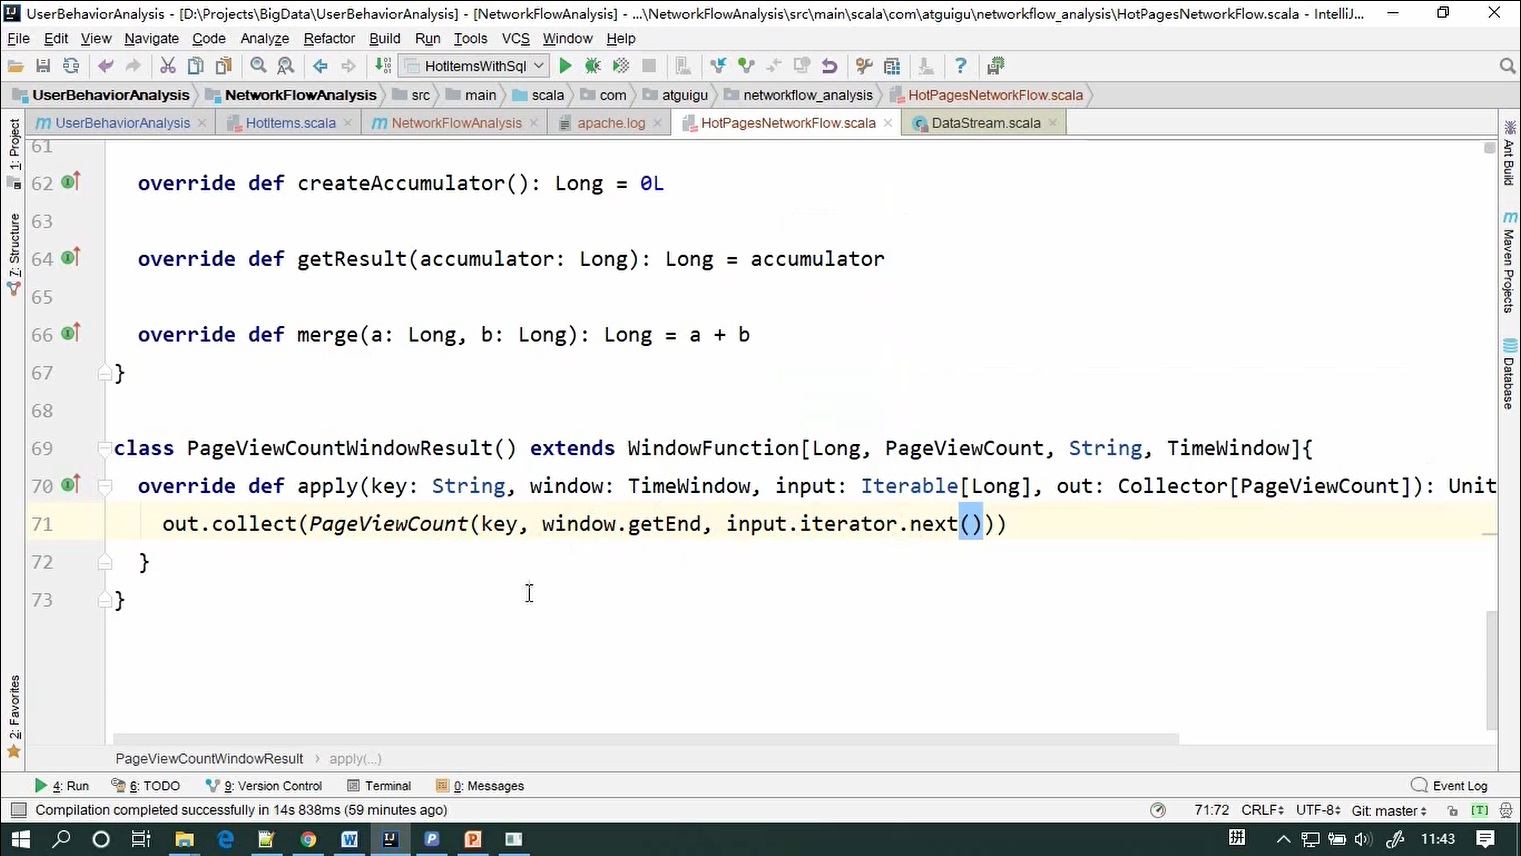 UserBehaviorAnalysis - [D:\Projects\BigData\UserBehaviorAnalysis] - [NetworkFlowAnalysis] - ...\NetworkFlowAnalysis\src\main\scala\com\atguigu\networkflow_analysis\HotPagesNetworkFlow.scala - IntelliJ...
File Edit View Navigate Code Analyze Refactor Build Run Tools VCS Window Help
HotItemsWithSql
UserBehaviorAnalysis NetworkFlowAnalysis src main scala com atguigu networkflow_analysis HotPagesNetworkFlow.scala
UserBehaviorAnalysis HotItems.scala NetworkFlowAnalysis apache.log HotPagesNetworkFlow.scala DataStream.scala
1: Project
7: Structure
2: Favorites
Ant Build
Maven Projects
Database
61
62 override def createAccumulator(): Long = 0L
63
64 override def getResult(accumulator: Long): Long = accumulator
65
66 override def merge(a: Long, b: Long): Long = a + b
67 }
68
69 class PageViewCountWindowResult() extends WindowFunction[Long, PageViewCount, String, TimeWindow]{
70 override def apply(key: String, window: TimeWindow, input: Iterable[Long], out: Collector[PageViewCount]): Unit
71 out.collect(PageViewCount(key, window.getEnd, input.iterator.next()))
72 }
73 }
PageViewCountWindowResult apply(...)
4: Run 6: TODO 9: Version Control Terminal 0: Messages Event Log
Compilation completed successfully in 14s 838ms (59 minutes ago) 71:72 CRLF UTF-8 Git: master [T]
拼 11:43